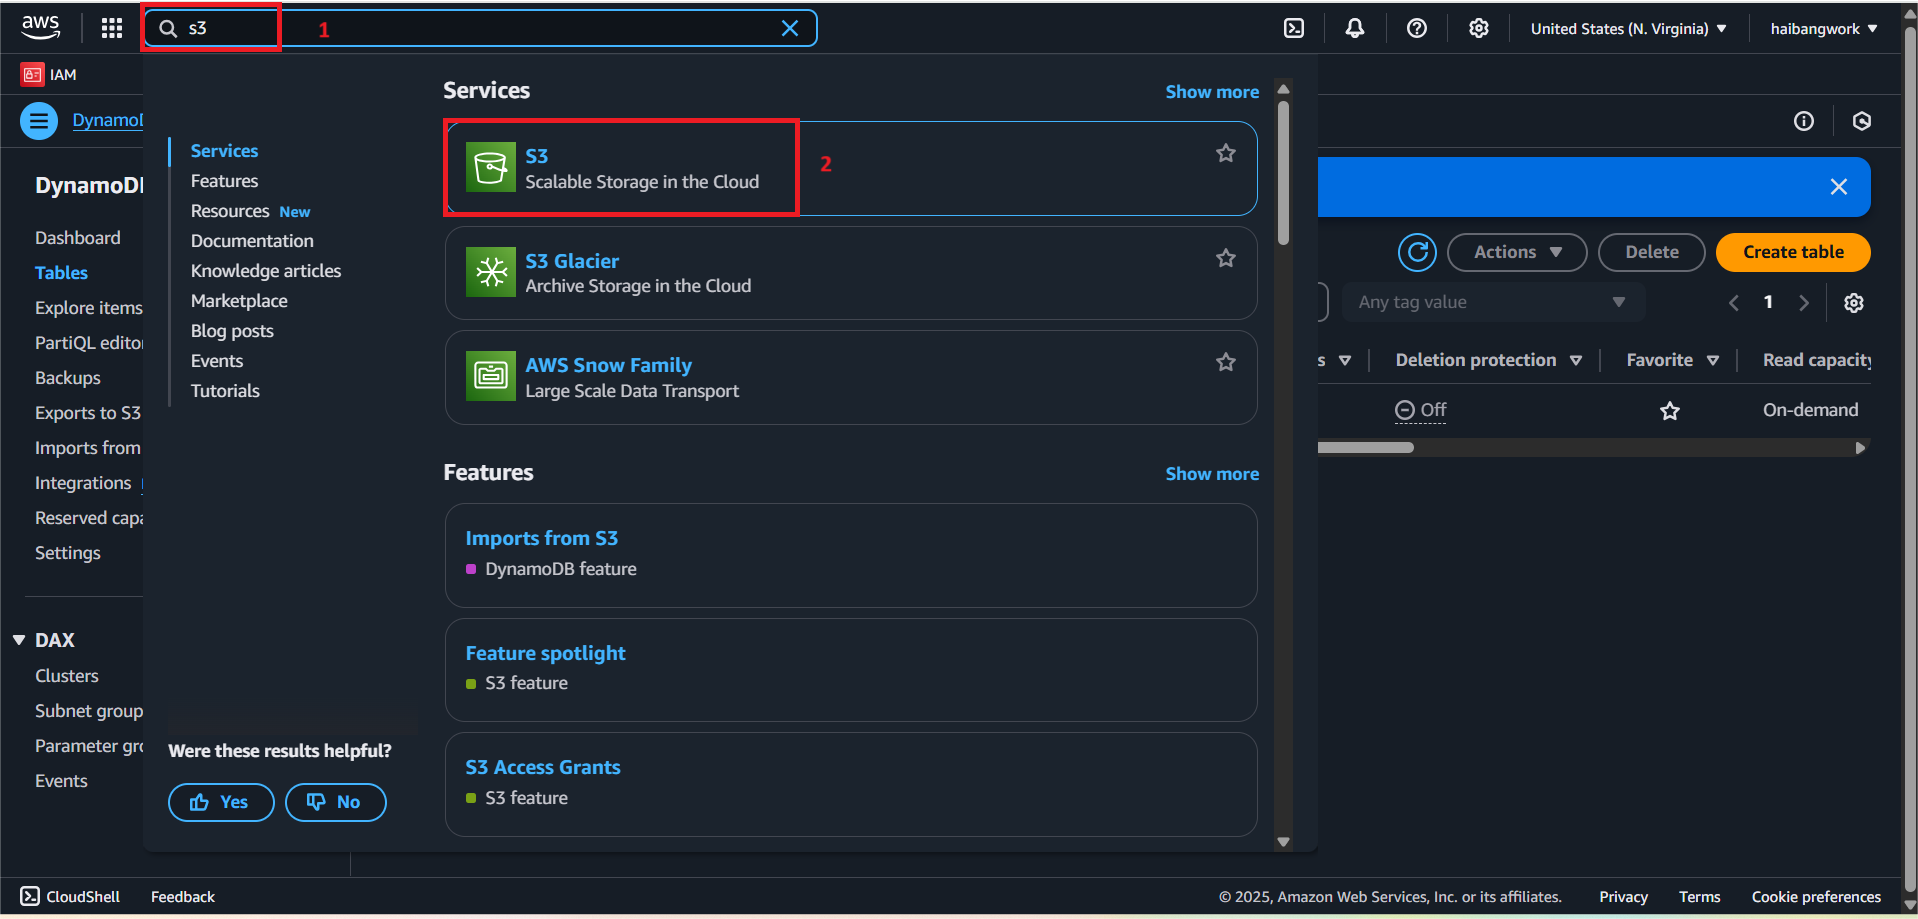 aws
s3
1
United States (N. Virginia)
haibangwork
IAM
DynamoD
DynamoDB
Dashboard
Tables
Explore items
PartiQL editor
Backups
Exports to S3
Imports from
Integrations
Reserved capa
Settings
DAX
Clusters
Subnet group
Parameter gro
Events
Services
Features
Resources New
Documentation
Knowledge articles
Marketplace
Blog posts
Events
Tutorials
Were these results helpful?
Yes
No
Services
Show more
S3
Scalable Storage in the Cloud
2
S3 Glacier
Archive Storage in the Cloud
AWS Snow Family
Large Scale Data Transport
Features
Show more
Imports from S3
DynamoDB feature
Feature spotlight
S3 feature
S3 Access Grants
S3 feature
Actions
Delete
Create table
Any tag value
1
s
Deletion protection
Favorite
Read capacity
Off
On-demand
CloudShell
Feedback
© 2025, Amazon Web Services, Inc. or its affiliates.
Privacy
Terms
Cookie preferences